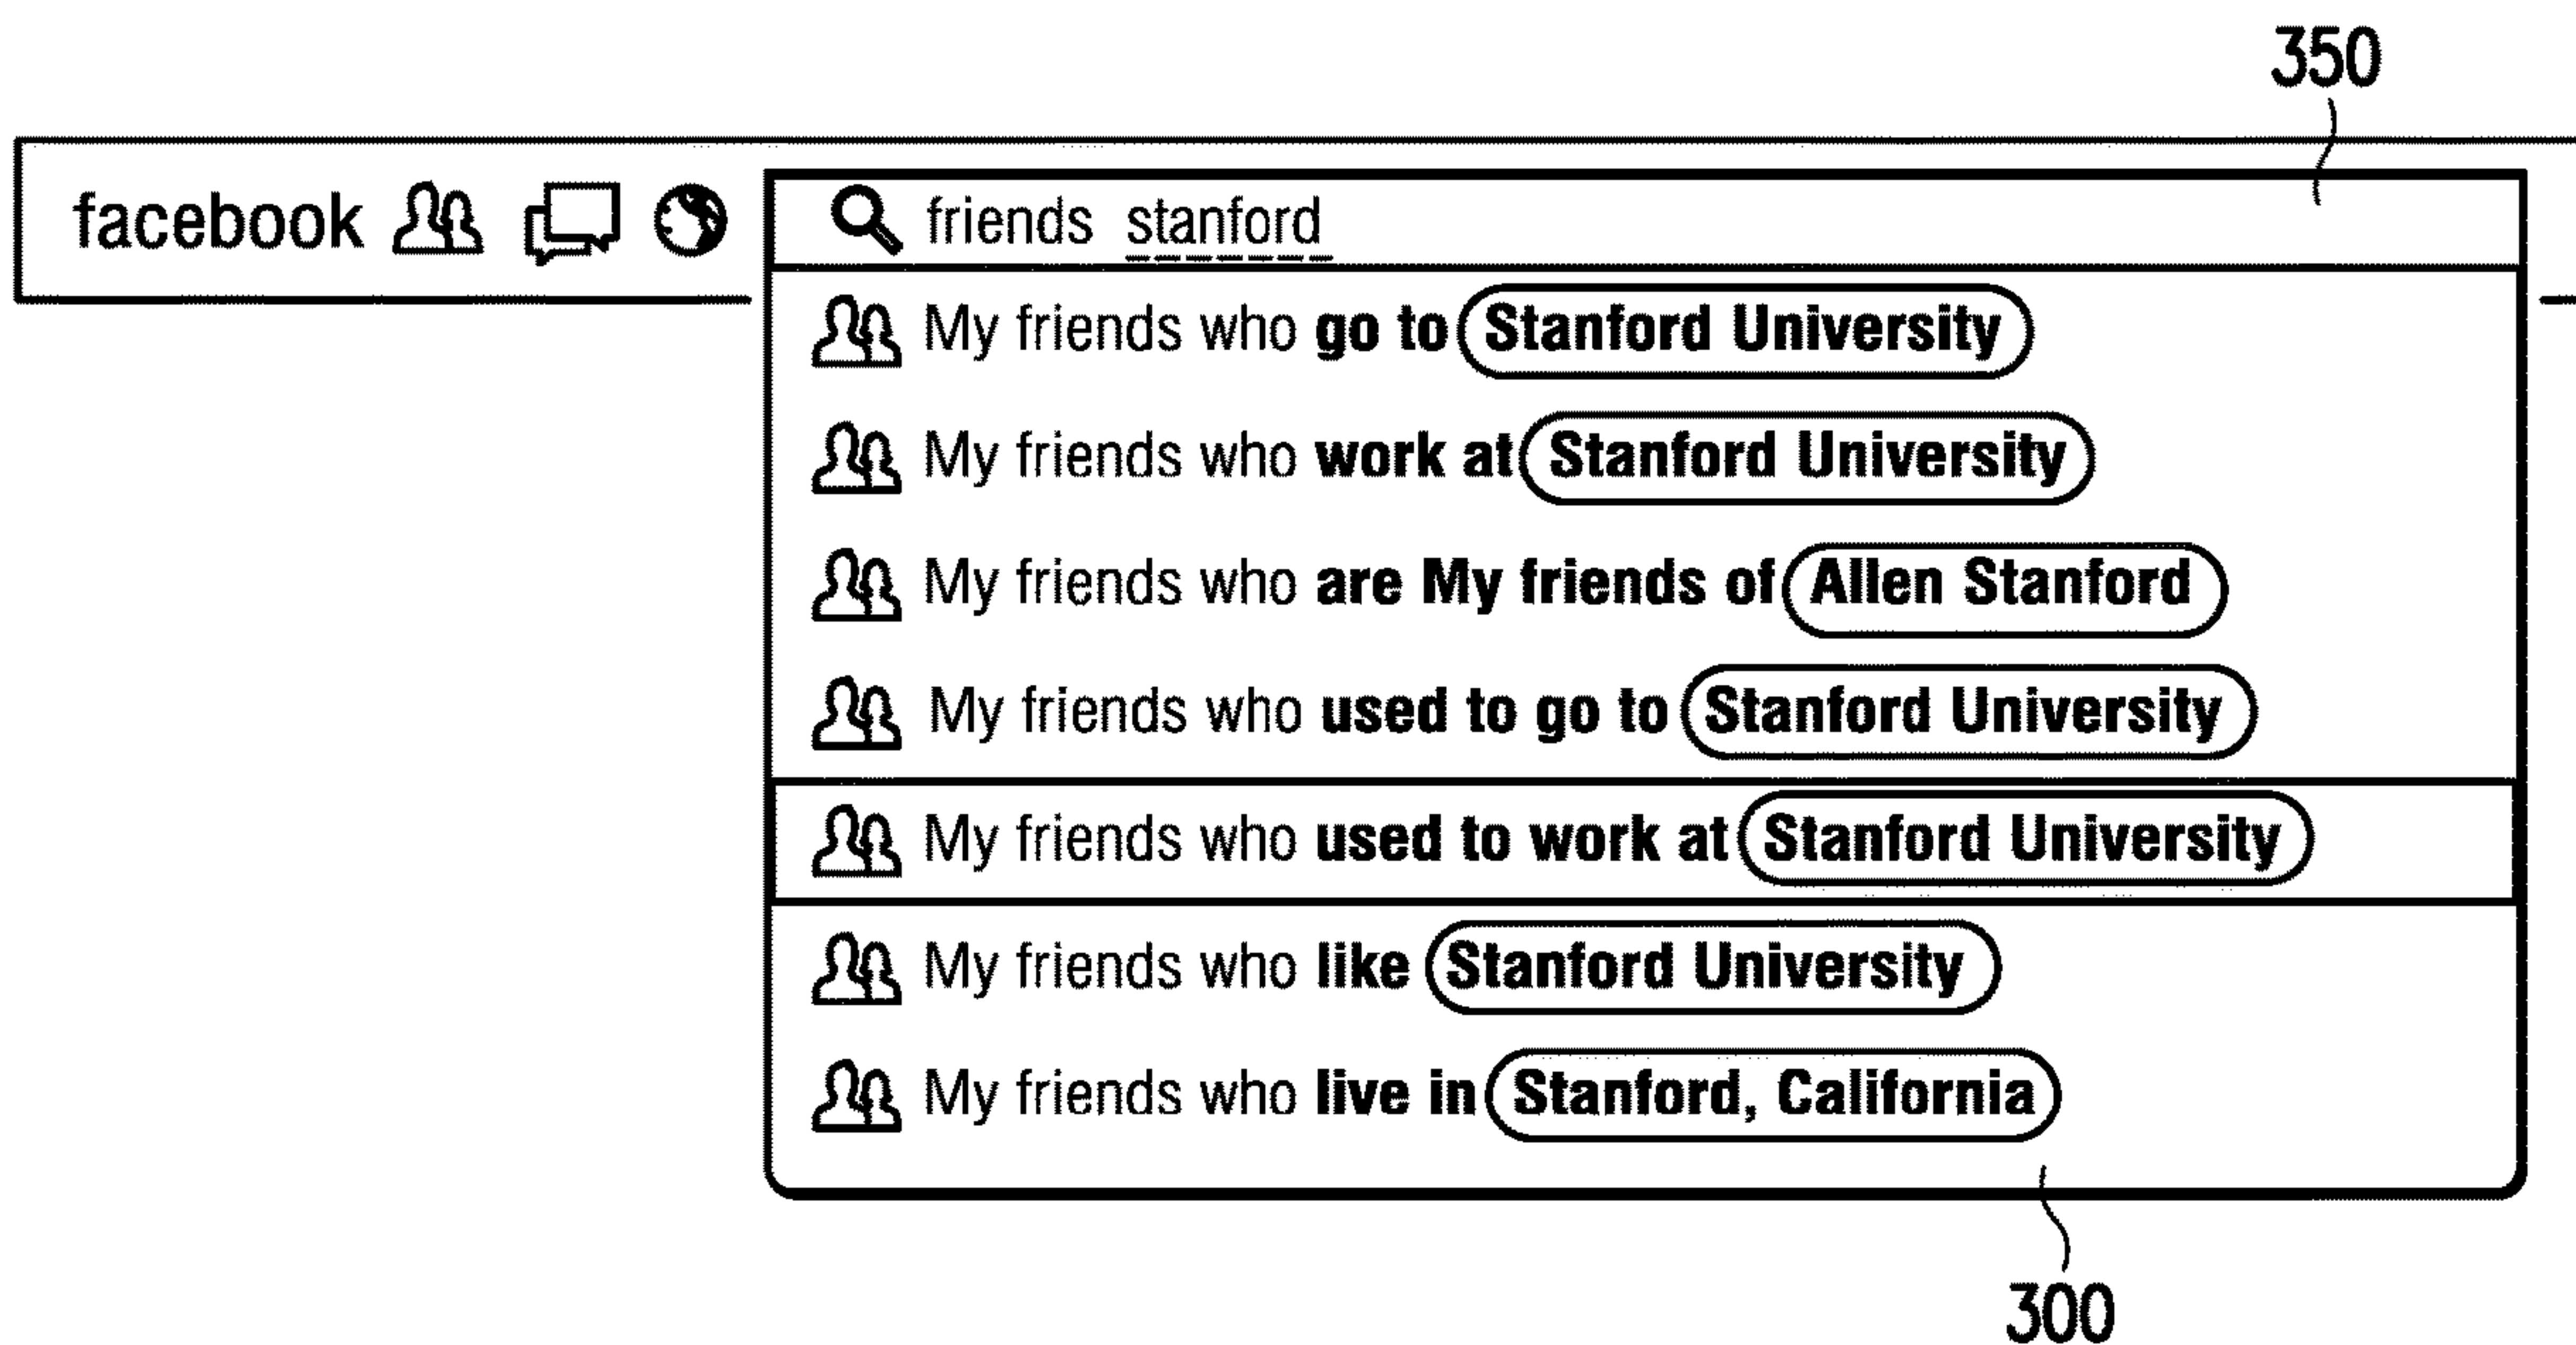 350
facebook friends stanford
My friends who go to Stanford University
My friends who work at Stanford University
My friends who are My friends of Allen Stanford
My friends who used to go to Stanford University
My friends who used to work at Stanford University
My friends who like Stanford University
My friends who live in Stanford, California
300